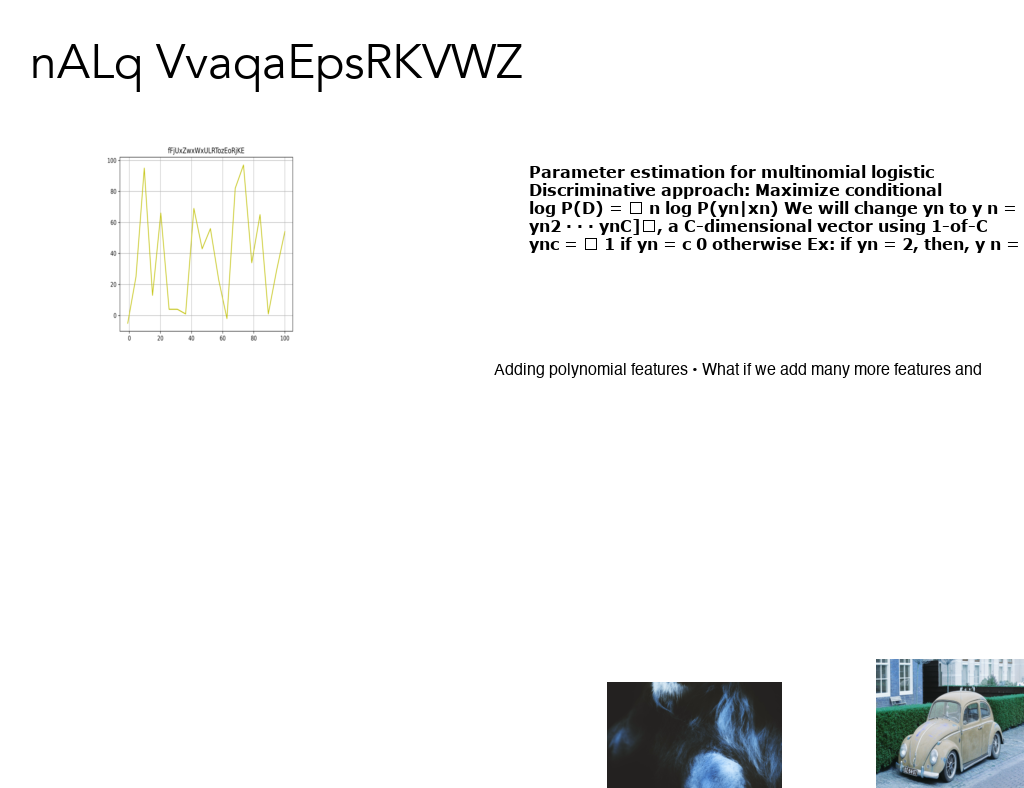 nALq VvaqaEpsRKVWZ
fFjUxZwxWxULRTozEoRjKE
100
80
60
40
20
0
0 20 40 60 80 100
Parameter estimation for multinomial logistic
Discriminative approach: Maximize conditional
log P(D) = □ n log P(yn|xn) We will change yn to y n =
yn2 · · · ynC]□, a C-dimensional vector using 1-of-C
ync = □ 1 if yn = c 0 otherwise Ex: if yn = 2, then, y n =
Adding polynomial features • What if we add many more features and